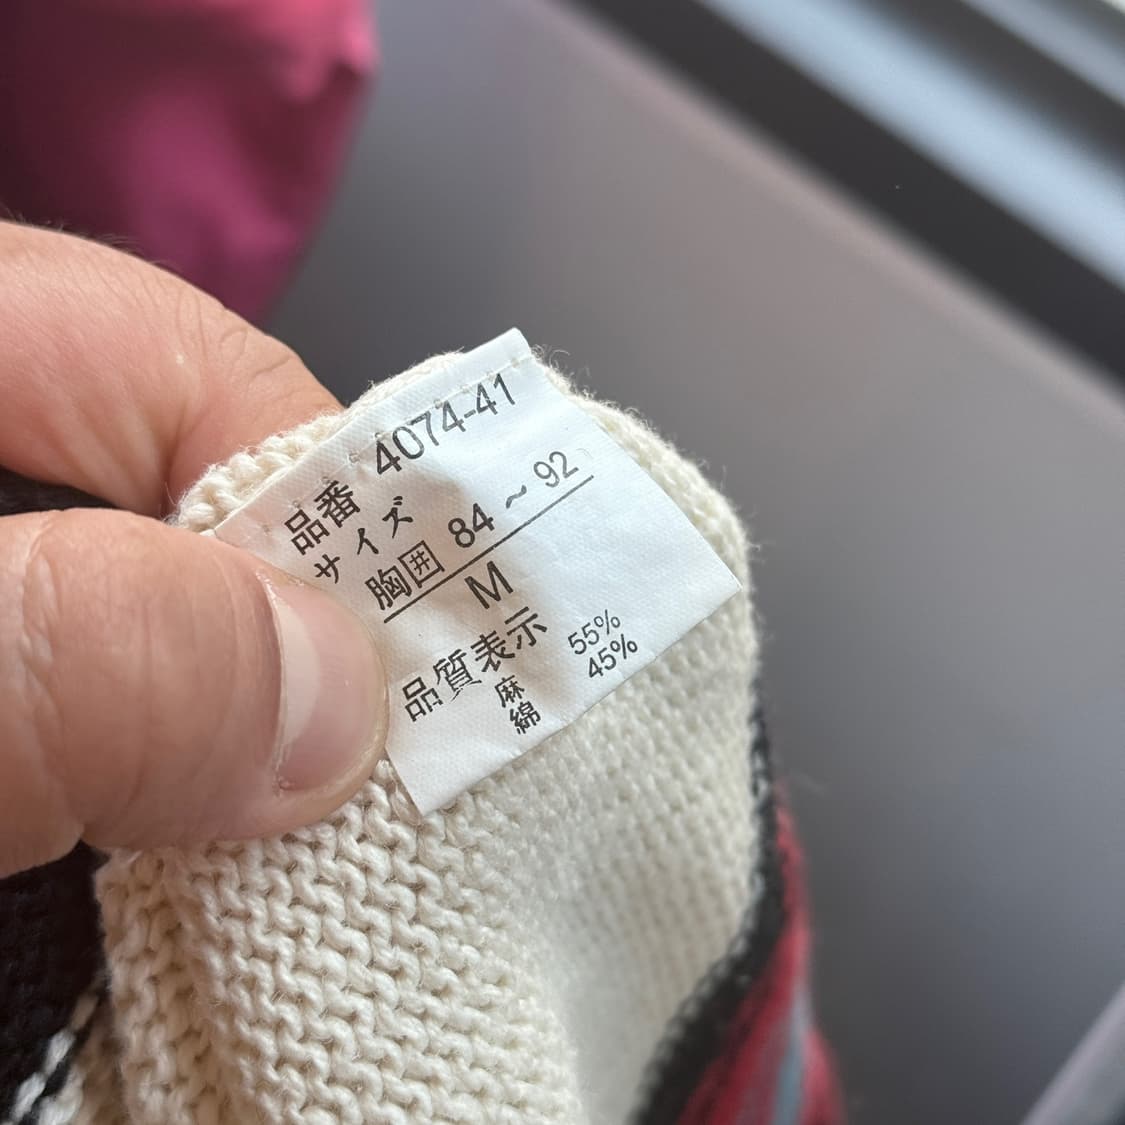 品番 4074-41
サイズ
胸囲 84 ~ 92
M
品質表示
麻 55%
綿 45%